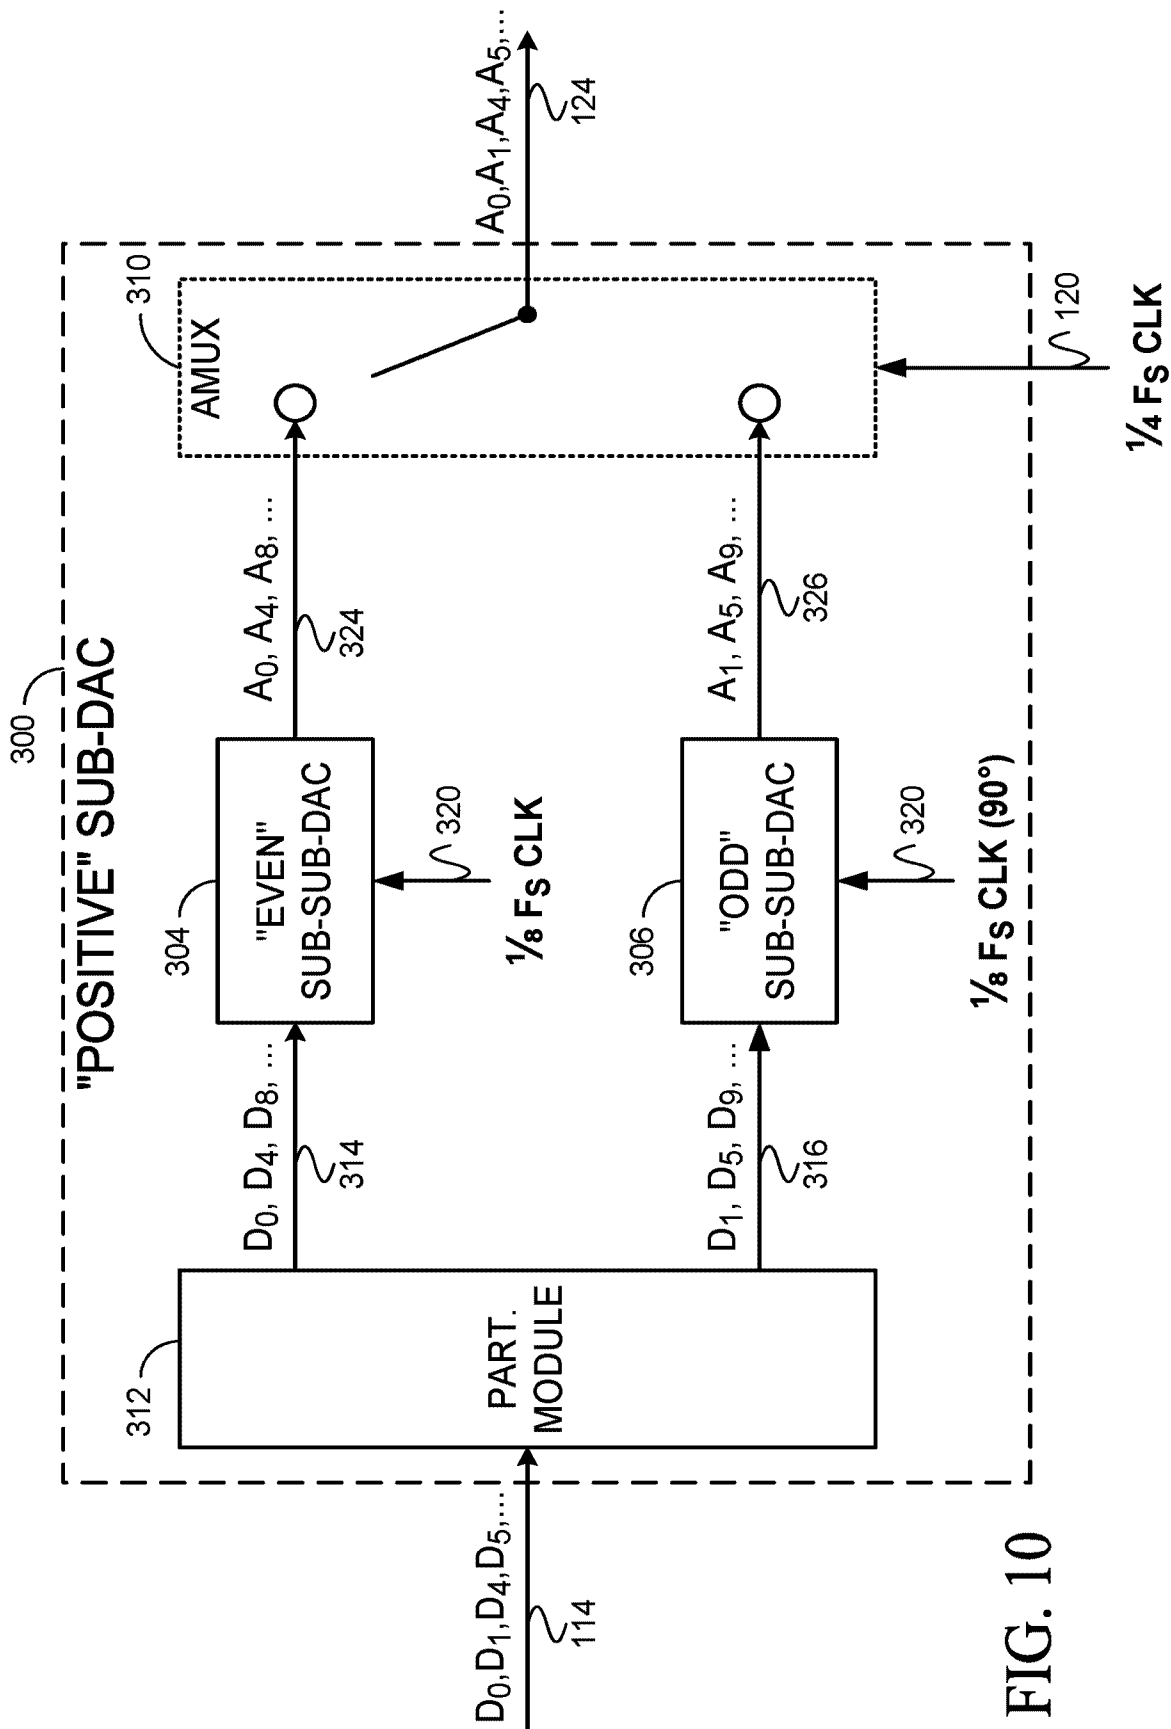 300
"POSITIVE" SUB-DAC
312
PART.
MODULE
D0,D1,D4,D5,...
114
D0, D4, D8, ...
314
304
"EVEN"
SUB-SUB-DAC
320
⅛ FS CLK
A0, A4, A8, ...
324
D1, D5, D9, ...
316
306
"ODD"
SUB-SUB-DAC
320
⅛ FS CLK (90°)
A1, A5, A9, ...
326
310
AMUX
A0,A1,A4,A5,...
124
120
¼ FS CLK
FIG. 10